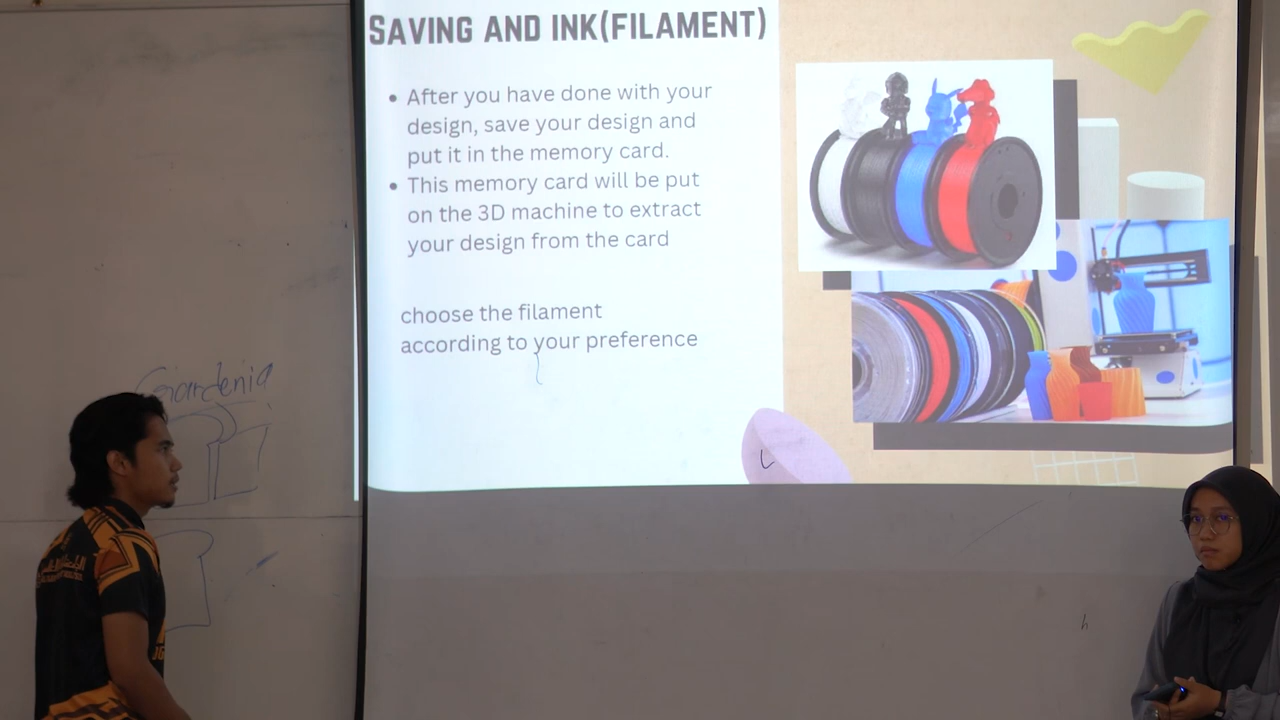 SAVING AND INK(FILAMENT)
• After you have done with your
design, save your design and
put it in the memory card.
• This memory card will be put
on the 3D machine to extract
your design from the card
choose the filament
according to your preference
Gardenia